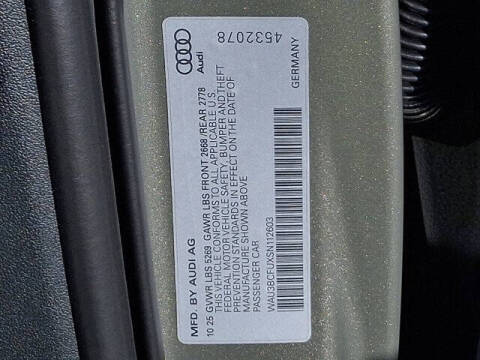 MFD. BY AUDI AG
10 25 GVWR LBS 5269 GAWR LBS FRONT 2668 /REAR 2778
THIS VEHICLE CONFORMS TO ALL APPLICABLE U.S.
FEDERAL MOTOR VEHICLE SAFETY, BUMPER AND THEFT
PREVENTION STANDARDS IN EFFECT ON THE DATE OF
MANUFACTURE SHOWN ABOVE
PASSENGER CAR
WAU3BCFUXSN112603
4532078
Audi
GERMANY